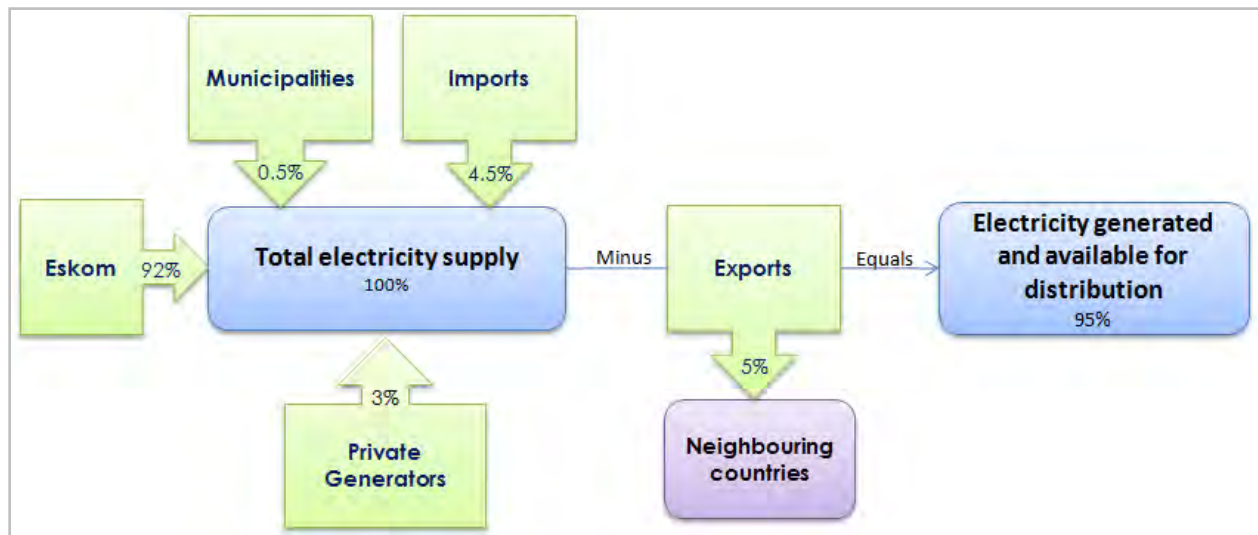 Municipalities
0.5%
Imports
4.5%
Eskom
92%
Total electricity supply
100%
Minus
Exports
5%
Equals
Electricity generated
and available for
distribution
95%
3%
Private
Generators
Neighbouring
countries